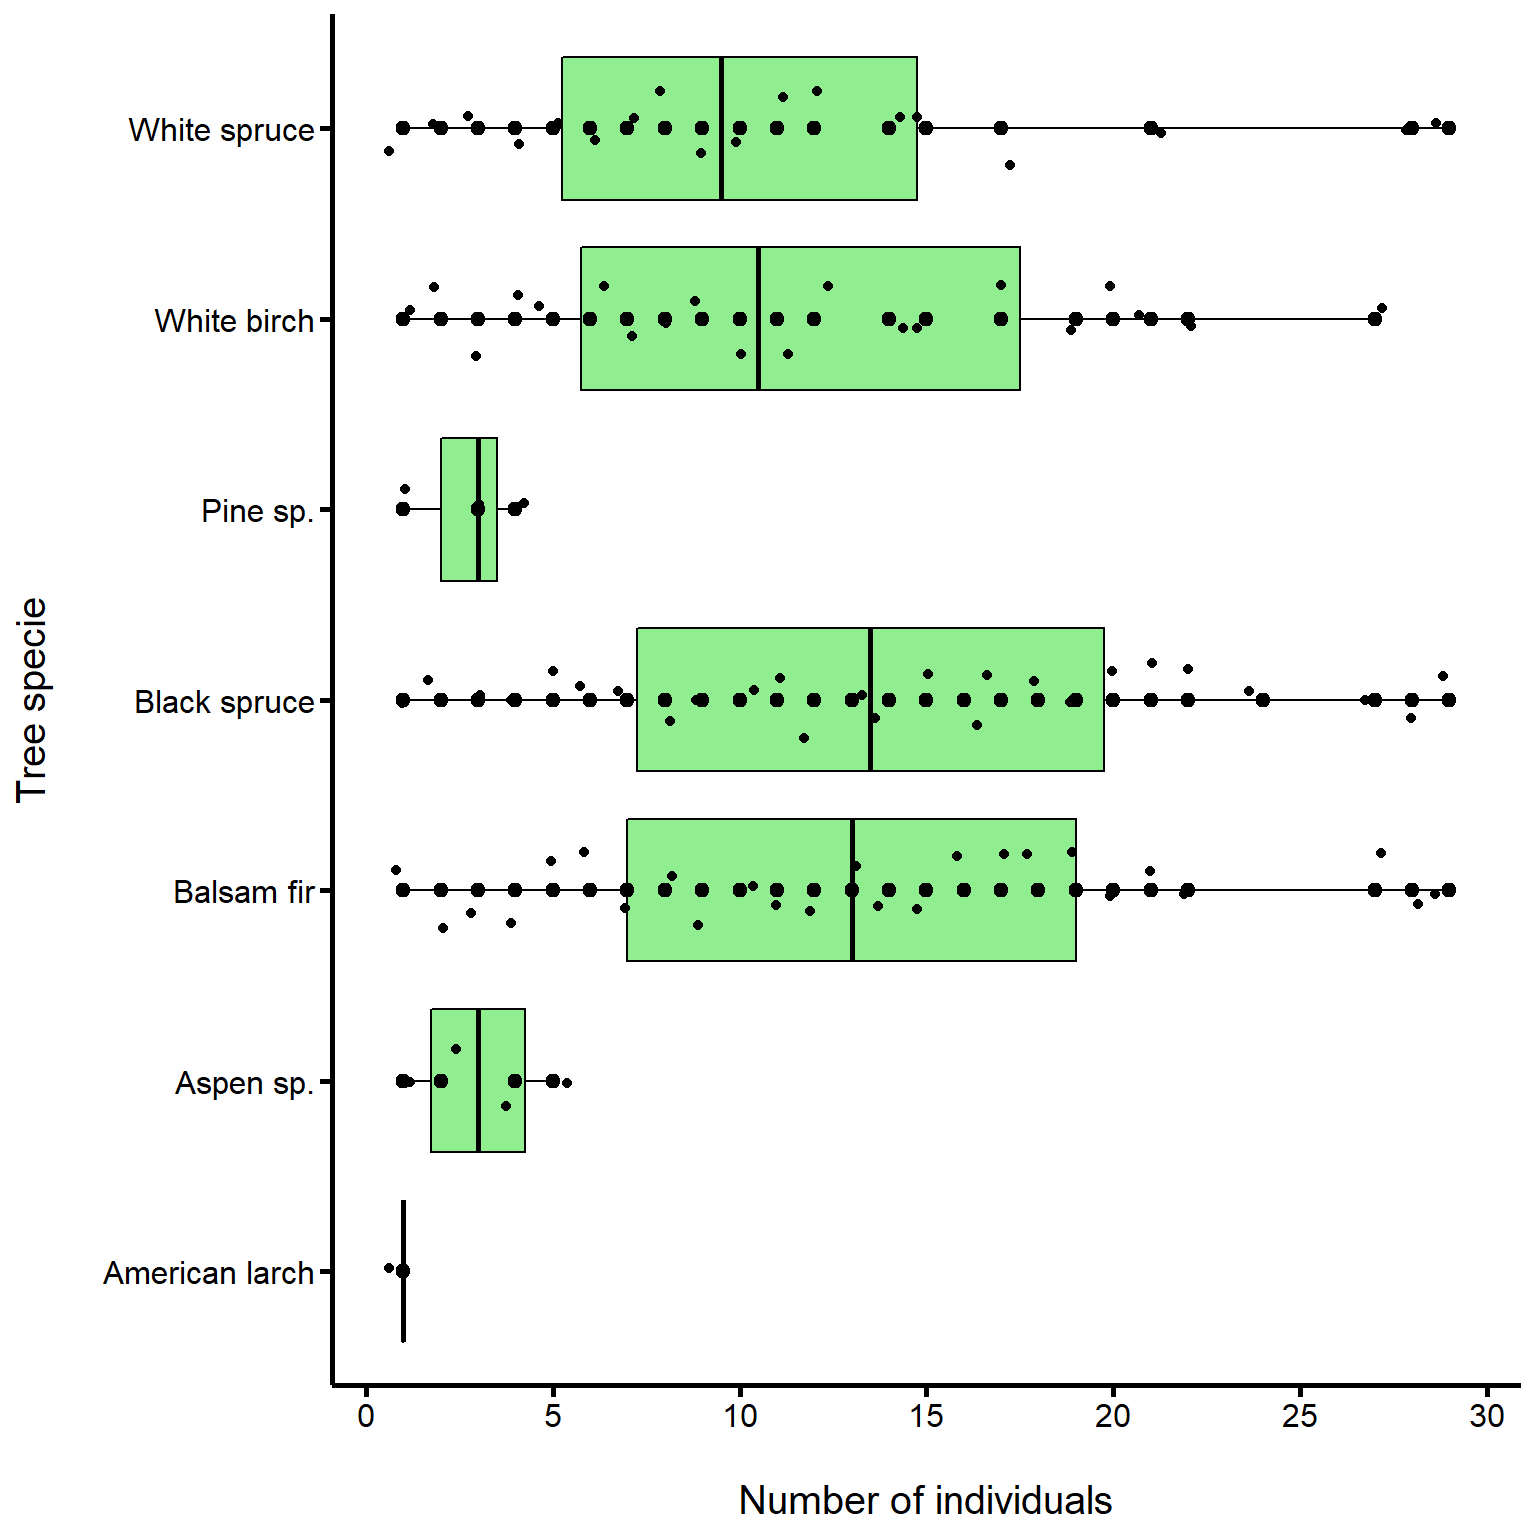 Tree specie
White spruce
White birch
Pine sp.
Black spruce
Balsam fir
Aspen sp.
American larch
0 5 10 15 20 25 30
Number of individuals